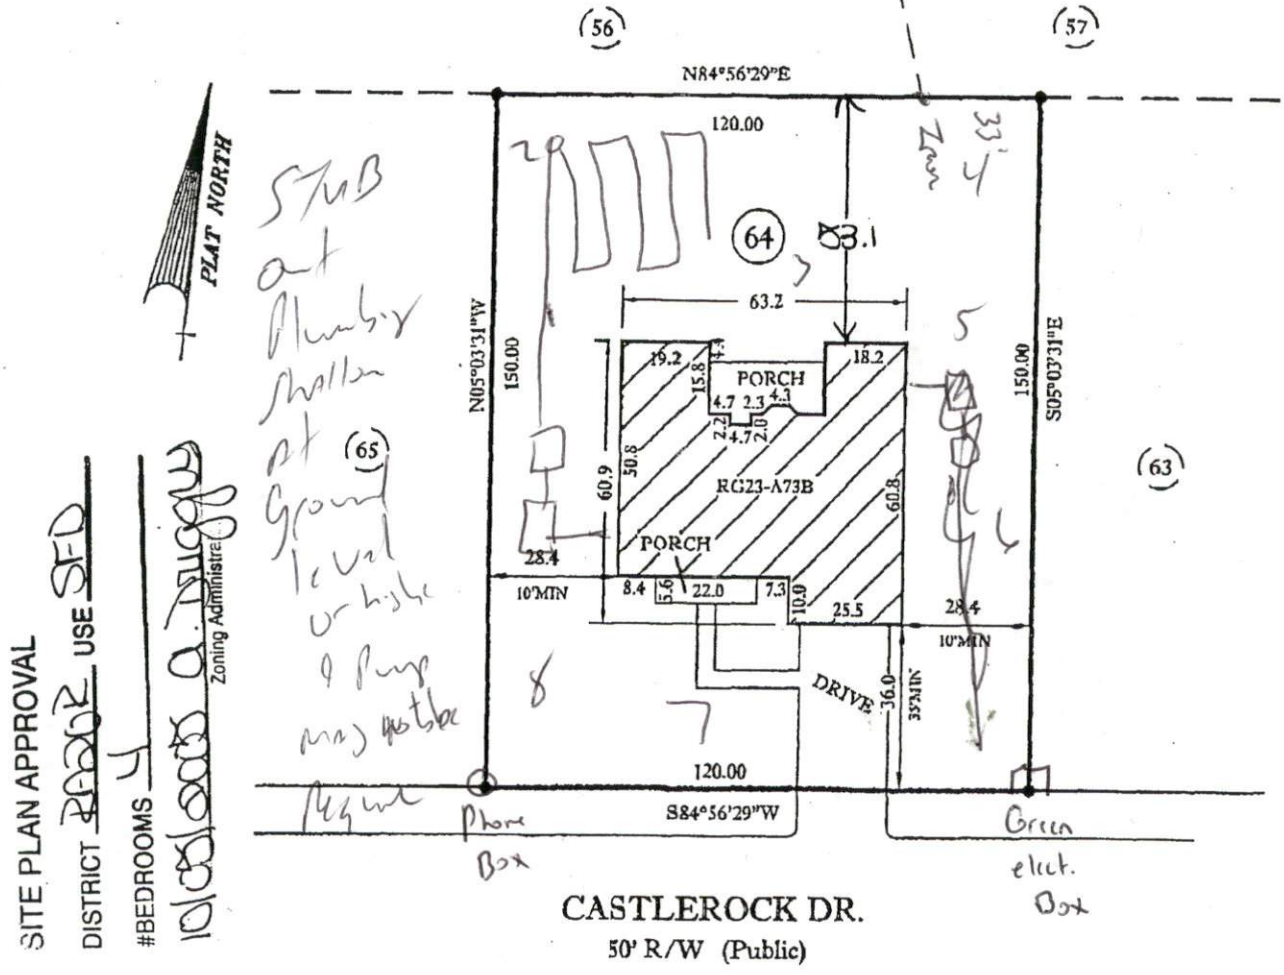 (56)
(57)
N84°56'29"E
120.00
33'
4
PLAT NORTH
STUB
out
Plumbing
shallow
at
Ground
level
or higher
(64)
83.1
63.2
5
N05°03'31"W
150.00
150.00
S05°03'31"E
19.2
4.3
18.2
15.8
PORCH
4.7 2.3 4.3
2.2
4.7
2.0
(65)
(63)
60.9
50.8
RG23-A73B
60.8
6
PORCH
28.4
10'MIN
8.4
5.6
22.0
7.3
10.0
25.5
28.4
10'MIN
Pump
may not be
8
7
DRIVE
36.0
35'MIN
120.00
S84°56'29"W
Phone
Box
Green
elect.
Box
CASTLEROCK DR.
50' R/W (Public)
SITE PLAN APPROVAL
DISTRICT RA20R USE SFD
#BEDROOMS 4
Zoning Administra